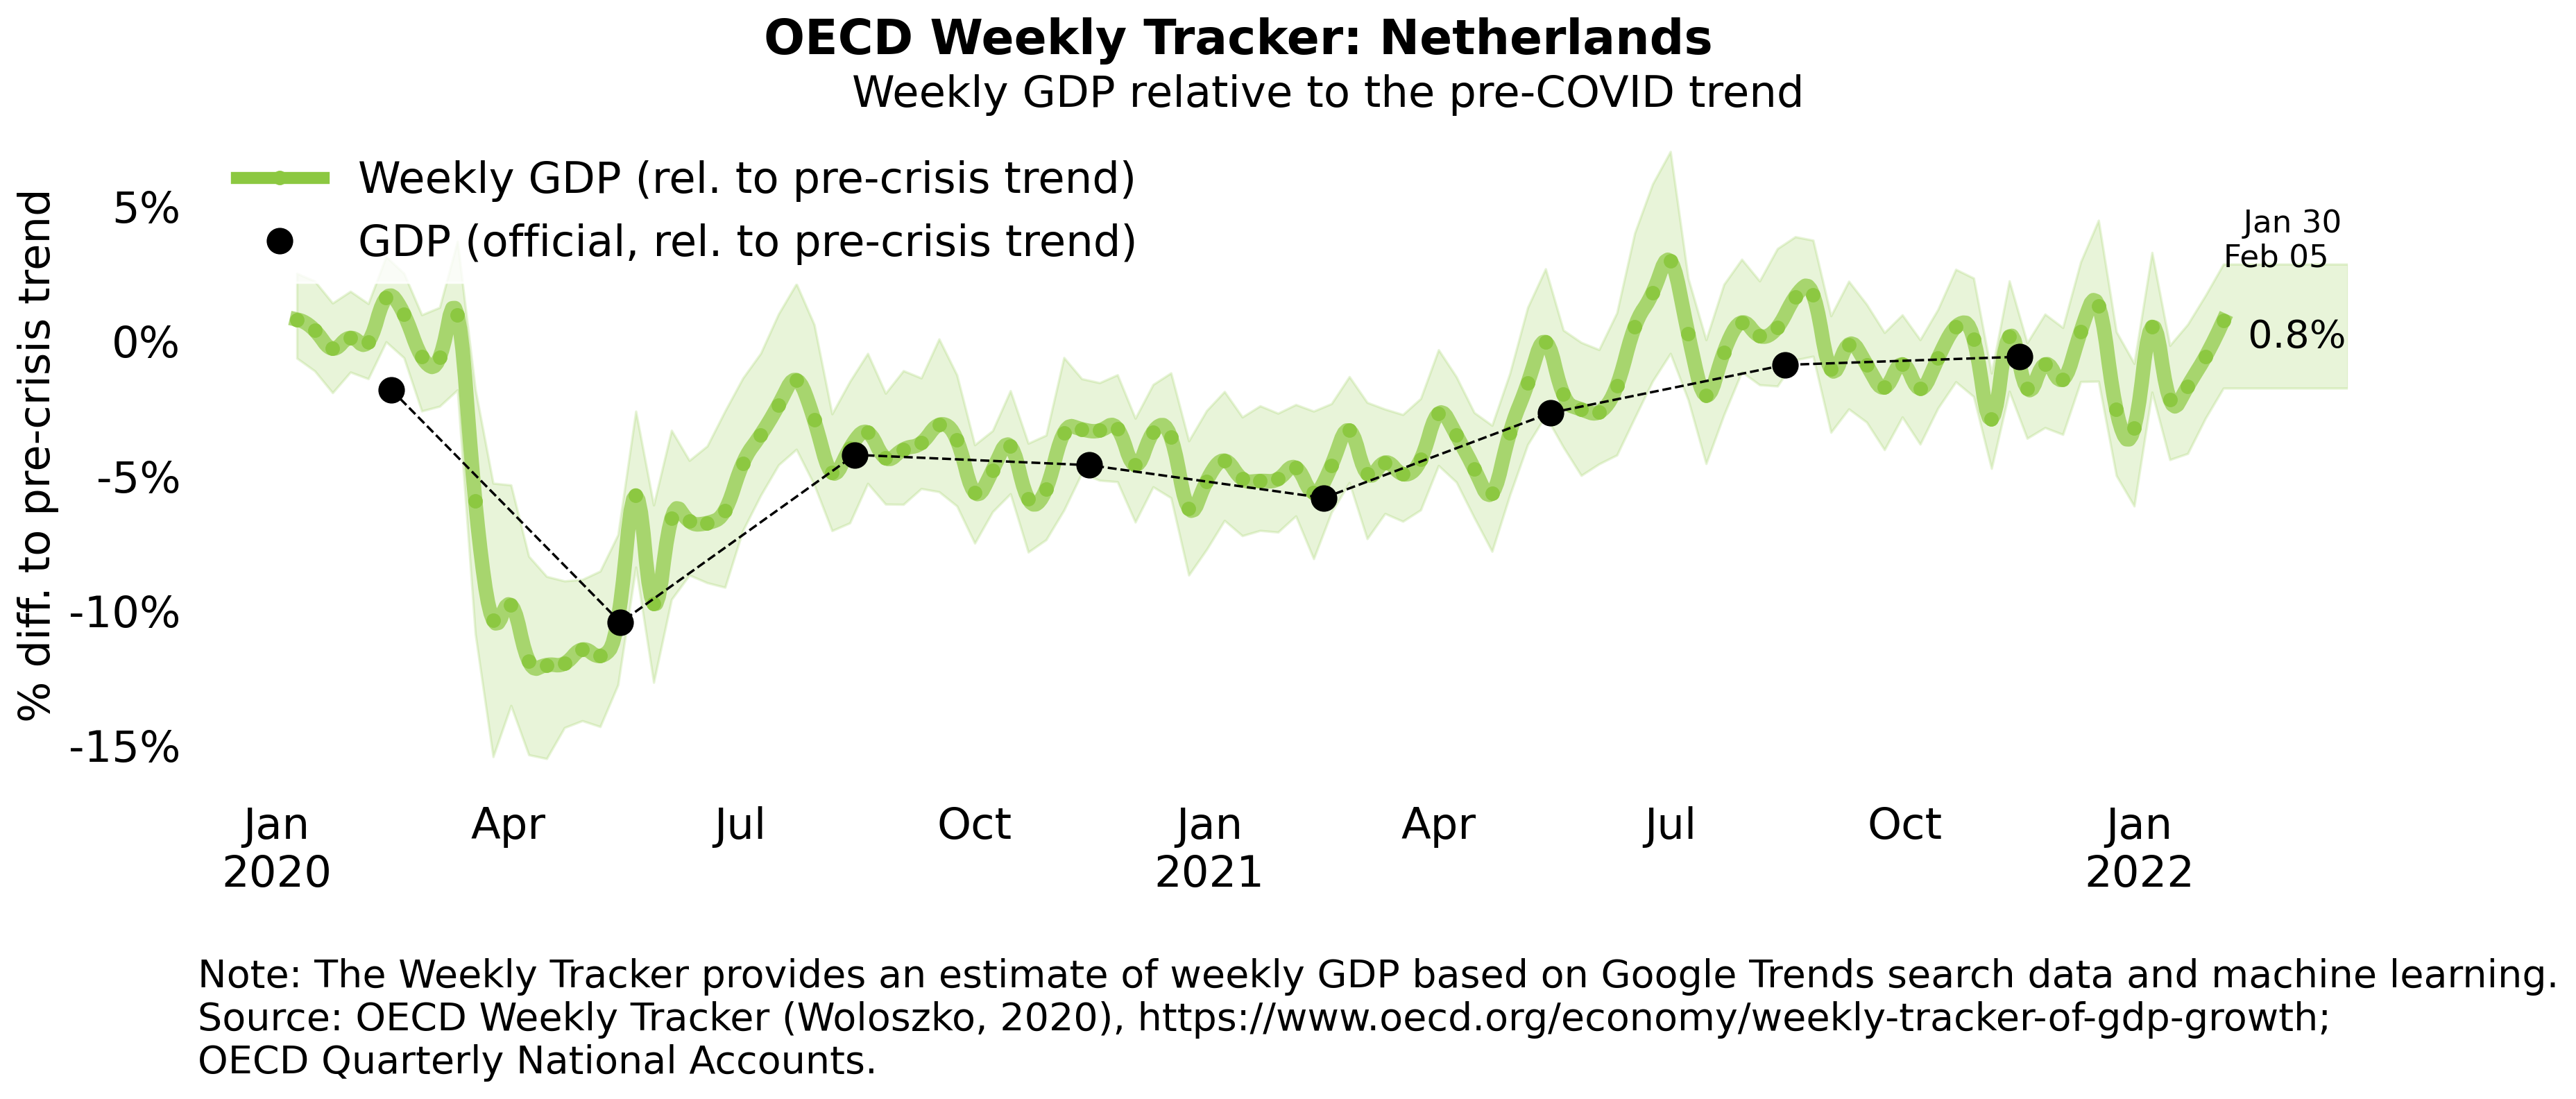 OECD Weekly Tracker: Netherlands
Weekly GDP relative to the pre-COVID trend
Weekly GDP (rel. to pre-crisis trend)
GDP (official, rel. to pre-crisis trend)
% diff. to pre-crisis trend
5%
0%
-5%
-10%
-15%
Jan 30
Feb 05
0.8%
Jan Apr Jul Oct Jan Apr Jul Oct Jan
2020 2021 2022
Note: The Weekly Tracker provides an estimate of weekly GDP based on Google Trends search data and machine learning.
Source: OECD Weekly Tracker (Woloszko, 2020), https://www.oecd.org/economy/weekly-tracker-of-gdp-growth;
OECD Quarterly National Accounts.